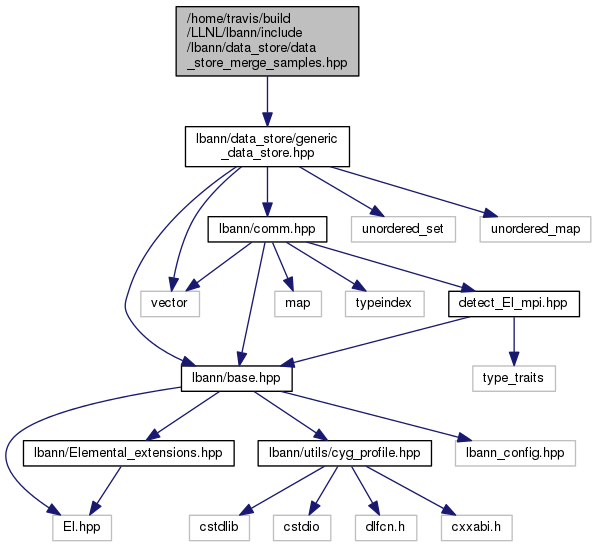 /home/travis/build
/LLNL/lbann/include
/lbann/data_store/data
_store_merge_samples.hpp
lbann/data_store/generic
_data_store.hpp
lbann/comm.hpp
unordered_set
unordered_map
vector
map
typeindex
detect_El_mpi.hpp
lbann/base.hpp
type_traits
lbann/Elemental_extensions.hpp
lbann/utils/cyg_profile.hpp
lbann_config.hpp
El.hpp
cstdlib
cstdio
dlfcn.h
cxxabi.h